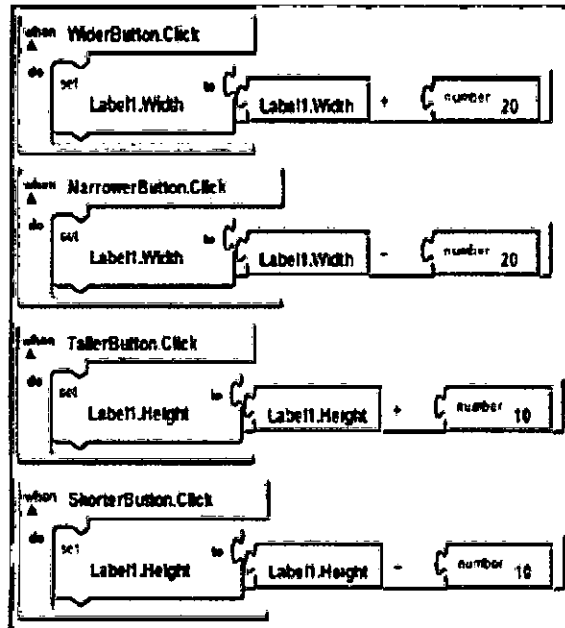 when WiderButton.Click
do set Label1.Width to Label1.Width + number 20
when NarrowerButton.Click
do set Label1.Width to Label1.Width - number 20
when TallerButton.Click
do set Label1.Height to Label1.Height + number 10
when ShorterButton.Click
do set Label1.Height to Label1.Height - number 10